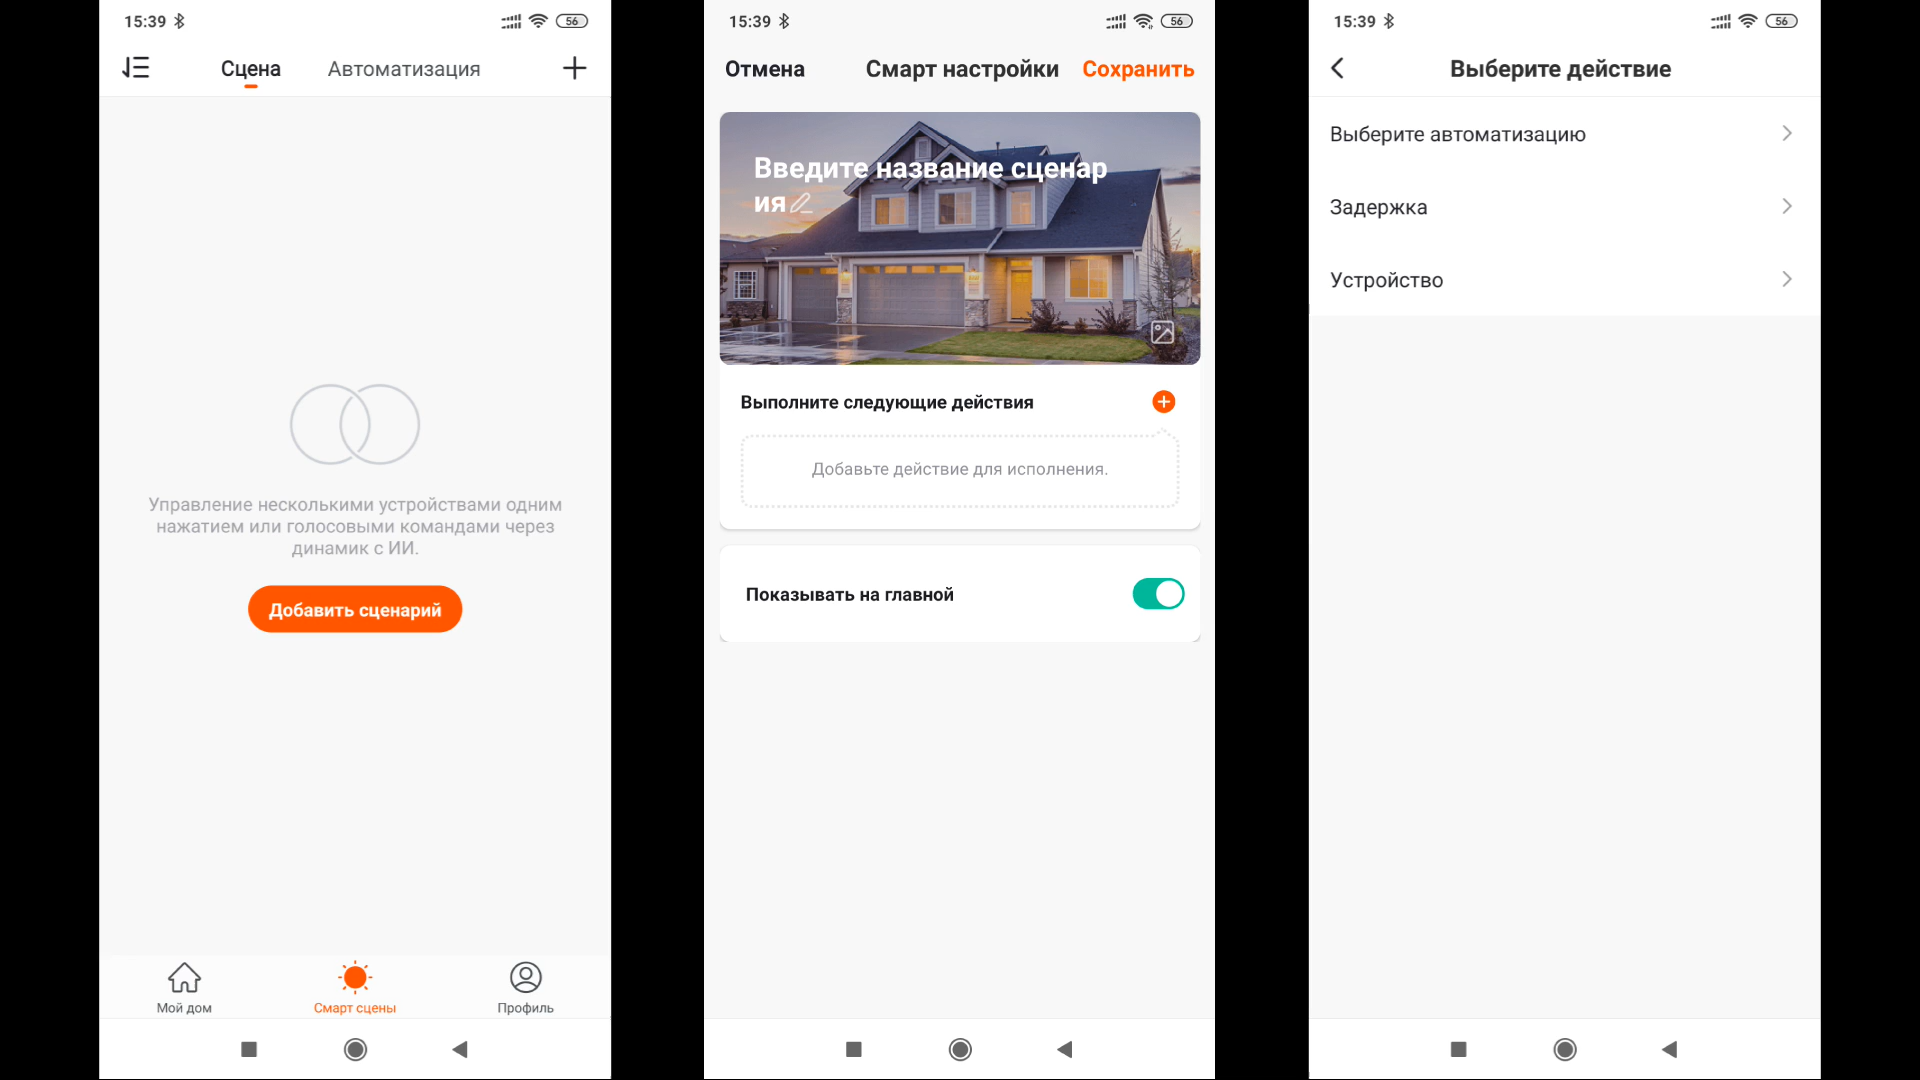 15:39
56
Сцена
Автоматизация
Управление несколькими устройствами одним
нажатием или голосовыми командами через
динамик с ИИ.
Добавить сценарий
Мой дом
Смарт сцены
Профиль
15:39
56
Отмена
Смарт настройки
Сохранить
Введите название сценар
ия
Выполните следующие действия
Добавьте действие для исполнения.
Показывать на главной
15:39
56
Выберите действие
Выберите автоматизацию
Задержка
Устройство